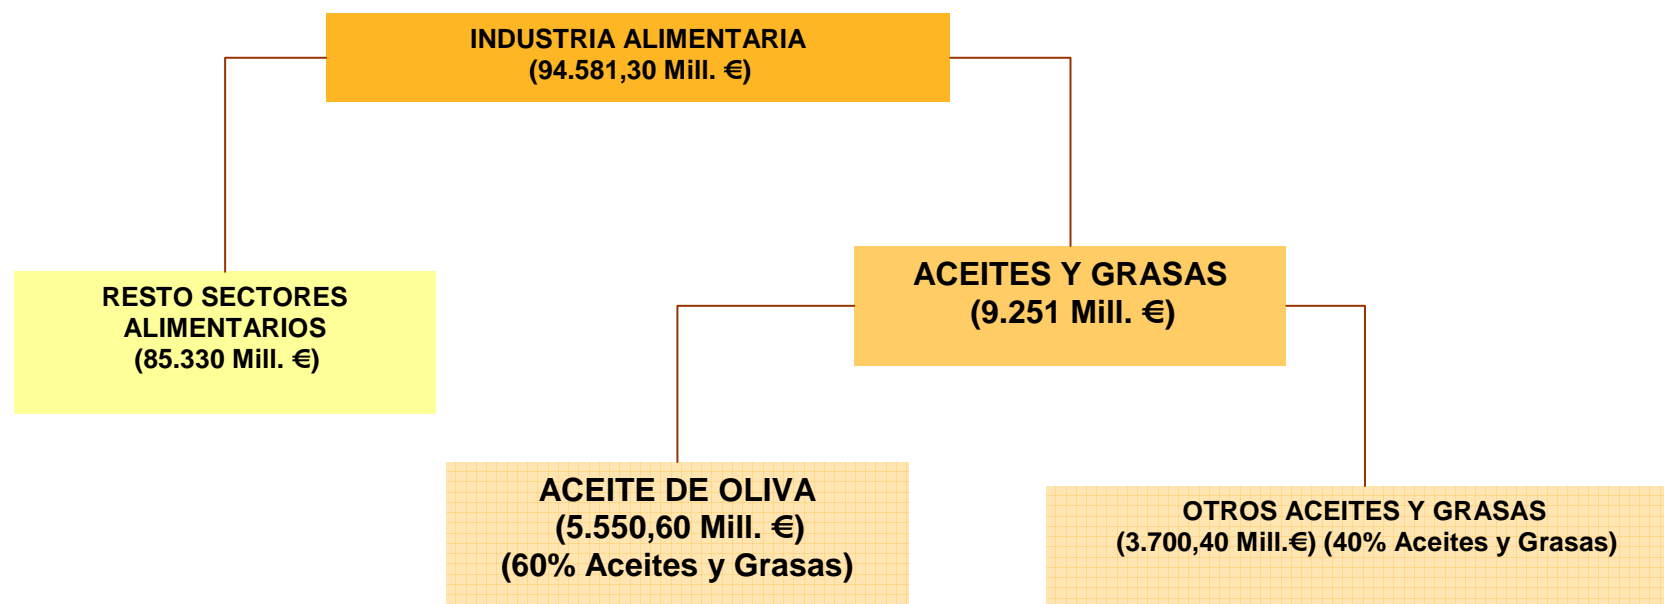 INDUSTRIA ALIMENTARIA
(94.581,30 Mill. €)
RESTO SECTORES
ALIMENTARIOS
(85.330 Mill. €)
ACEITES Y GRASAS
(9.251 Mill. €)
ACEITE DE OLIVA
(5.550,60 Mill. €)
(60% Aceites y Grasas)
OTROS ACEITES Y GRASAS
(3.700,40 Mill.€) (40% Aceites y Grasas)